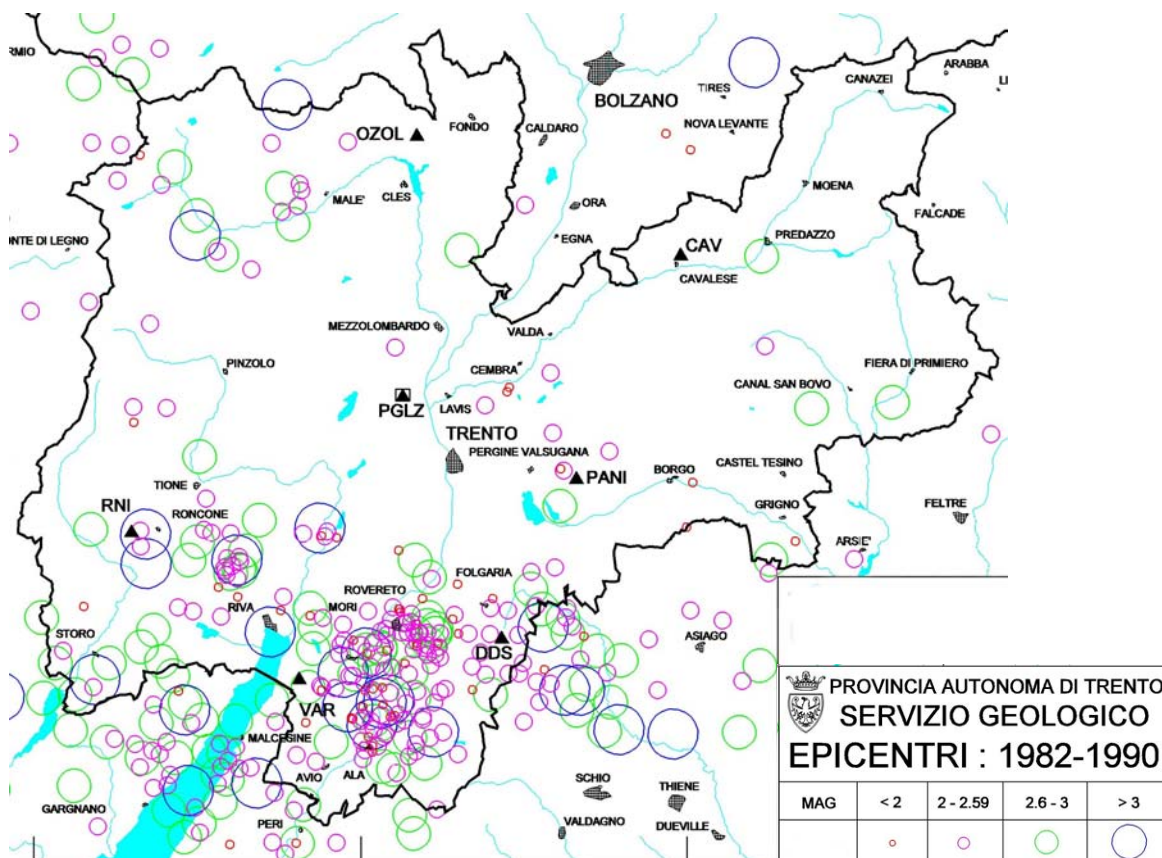 RMIO
ARABBA
CANAZEI
LI
TIRES
BOLZANO
FONDO
NOVA LEVANTE
OZOL
CALDARO
MOENA
MALE'
CLES
ORA
FALCADE
EGNA
PREDAZZO
ONTE DI LEGNO
CAV
CAVALESE
MEZZOLOMBARDO
VALDA
PINZOLO
CEMBRA
FIERA DI PRIMIERO
CANAL SAN BOVO
PGLZ
LAVIS
TRENTO
PERGINE VALSUGANA
CASTEL TESINO
BORGO
PANI
TIONE
RNI
RONCONE
GRIGNO
FELTRE
ARSIE'
FOLGARIA
ROVERETO
RIVA
MORI
STORO
DDS
ASIAGO
VAR
MALCESINE
AVIO
ALA
GARGNANO
SCHIO
THIENE
PERI
VALDAGNO
DUEVILLE
PROVINCIA AUTONOMA DI TRENTO
SERVIZIO GEOLOGICO
EPICENTRI : 1982-1990
MAG < 2 2 - 2.59 2.6 - 3 > 3